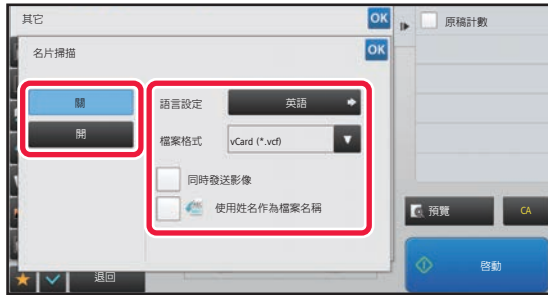 其它
OK
原稿計數
名片掃描
OK
關
語言設定
英語
開
檔案格式
vCard (*.vcf)
同時發送影像
使用姓名作為檔案名稱
預覽
CA
退回
啓動